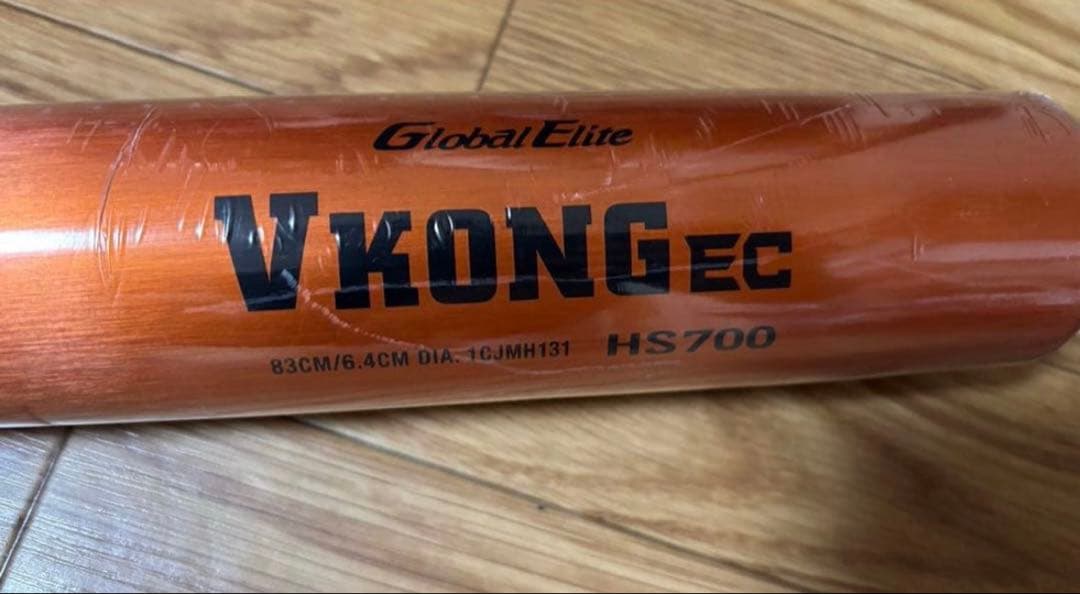 Global Elite
VKONG EC
83CM/6.4CM DIA. 1CJMH131 HS700